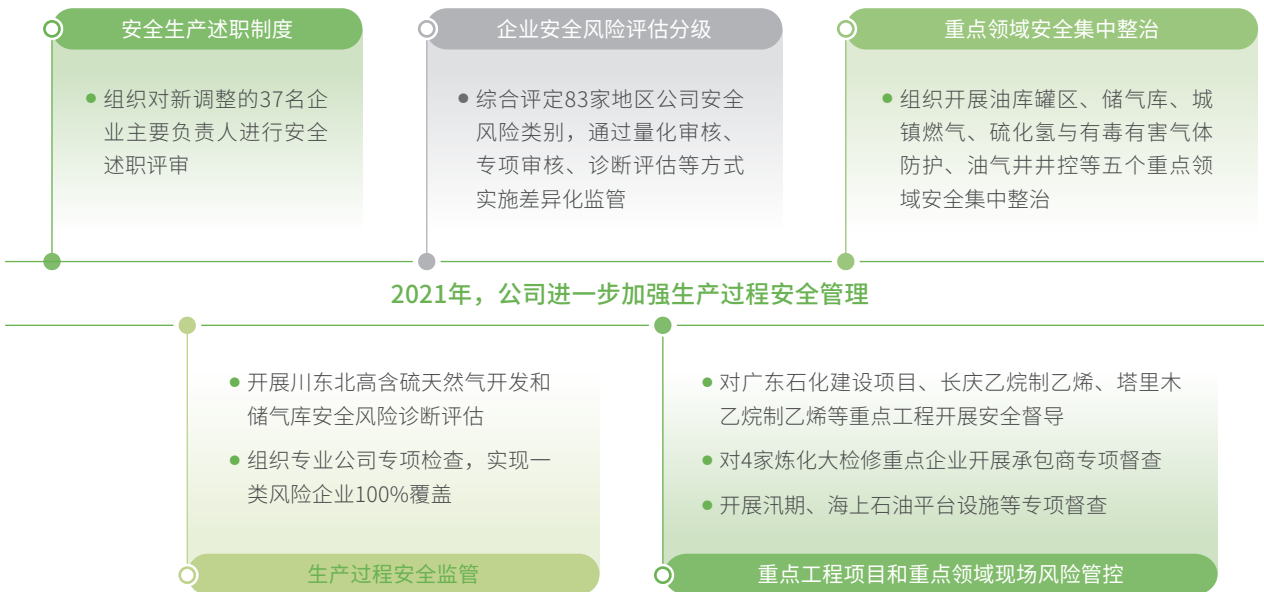 安全生产述职制度
组织对新调整的37名企
业主要负责人进行安全
述职评审
企业安全风险评估分级
综合评定83家地区公司安全
风险类别，通过量化审核、
专项审核、诊断评估等方式
实施差异化监管
重点领域安全集中整治
组织开展油库罐区、储气库、城
镇燃气、硫化氢与有毒有害气体
防护、油气井井控等五个重点领
域安全集中整治
2021年，公司进一步加强生产过程安全管理
开展川东北高含硫天然气开发和
储气库安全风险诊断评估
组织专业公司专项检查，实现一
类风险企业100%覆盖
生产过程安全监管
对广东石化建设项目、长庆乙烷制乙烯、塔里木
乙烷制乙烯等重点工程开展安全督导
对4家炼化大检修重点企业开展承包商专项督查
开展汛期、海上石油平台设施等专项督查
重点工程项目和重点领域现场风险管控